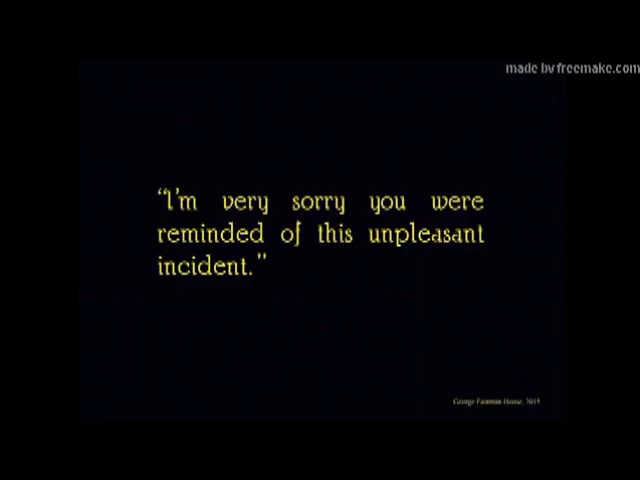 made by freemake.com
“I'm very sorry you were
reminded of this unpleasant
incident.”
George Eastman House, 2015